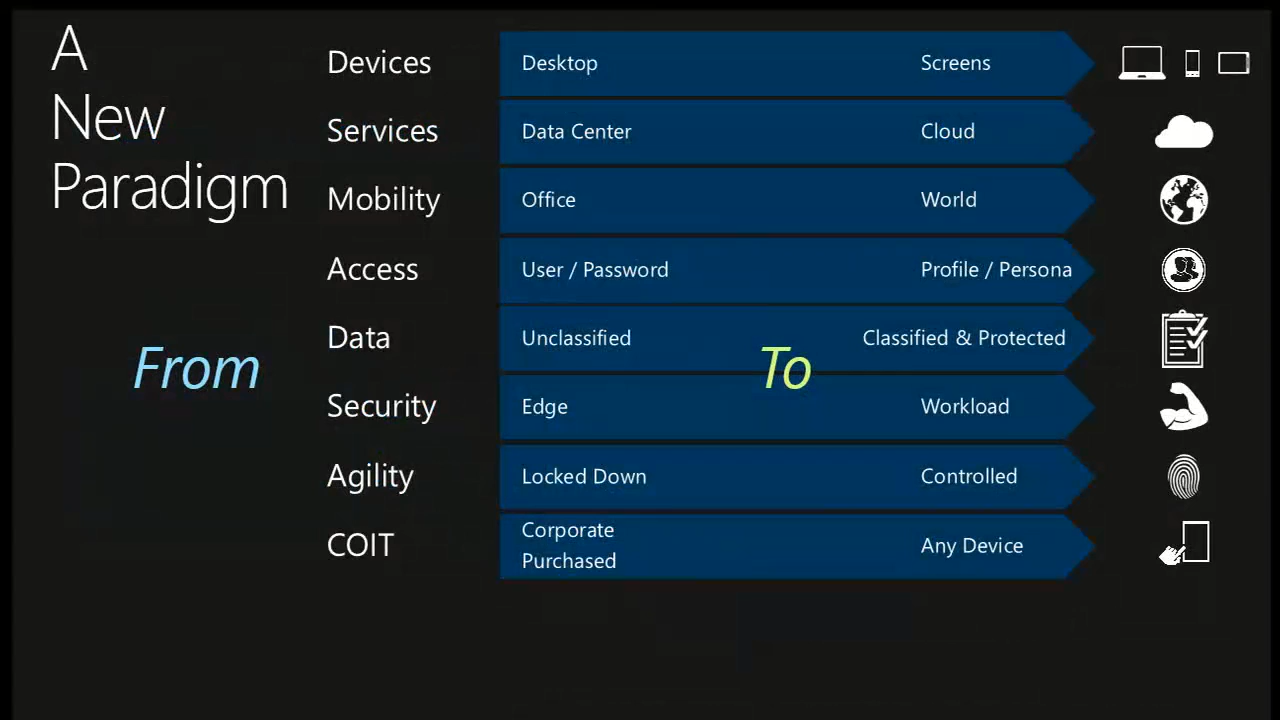 A
New
Paradigm
Devices Desktop Screens
Services Data Center Cloud
Mobility Office World
Access User / Password Profile / Persona
Data Unclassified Classified & Protected
From To
Security Edge Workload
Agility Locked Down Controlled
COIT Corporate Purchased Any Device